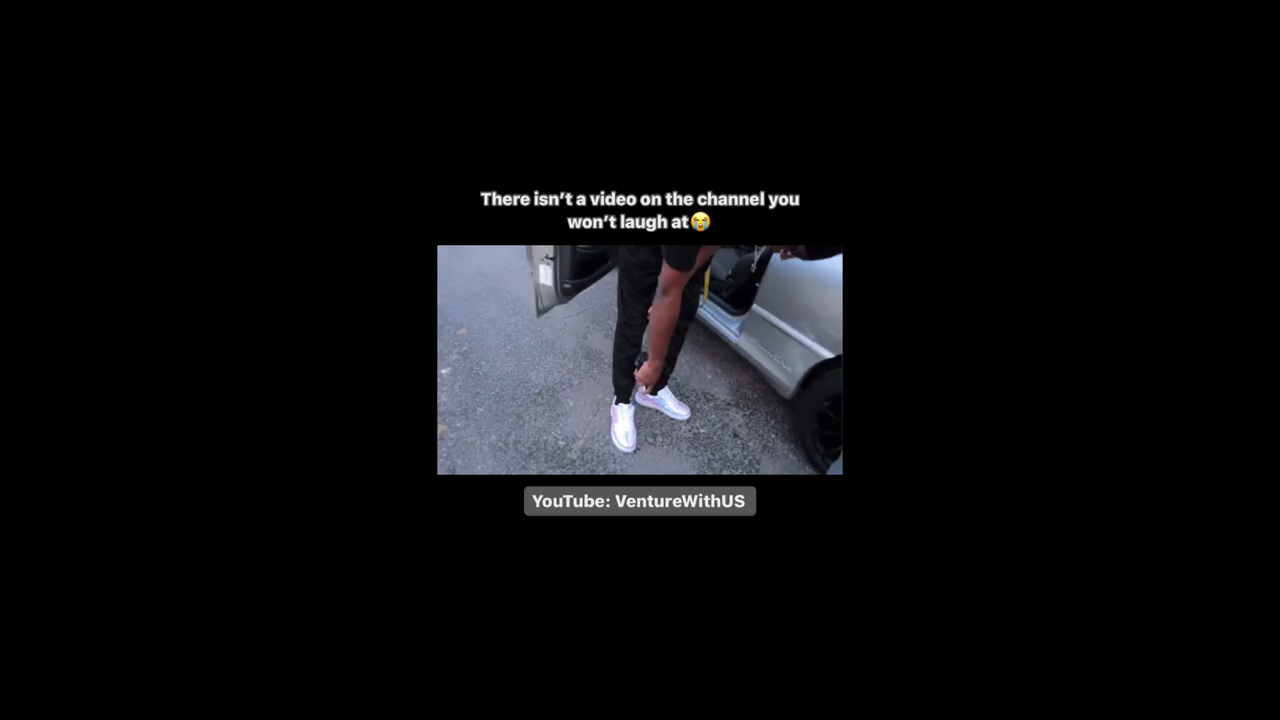 There isn’t a video on the channel you
won’t laugh at😭
YouTube: VentureWithUS